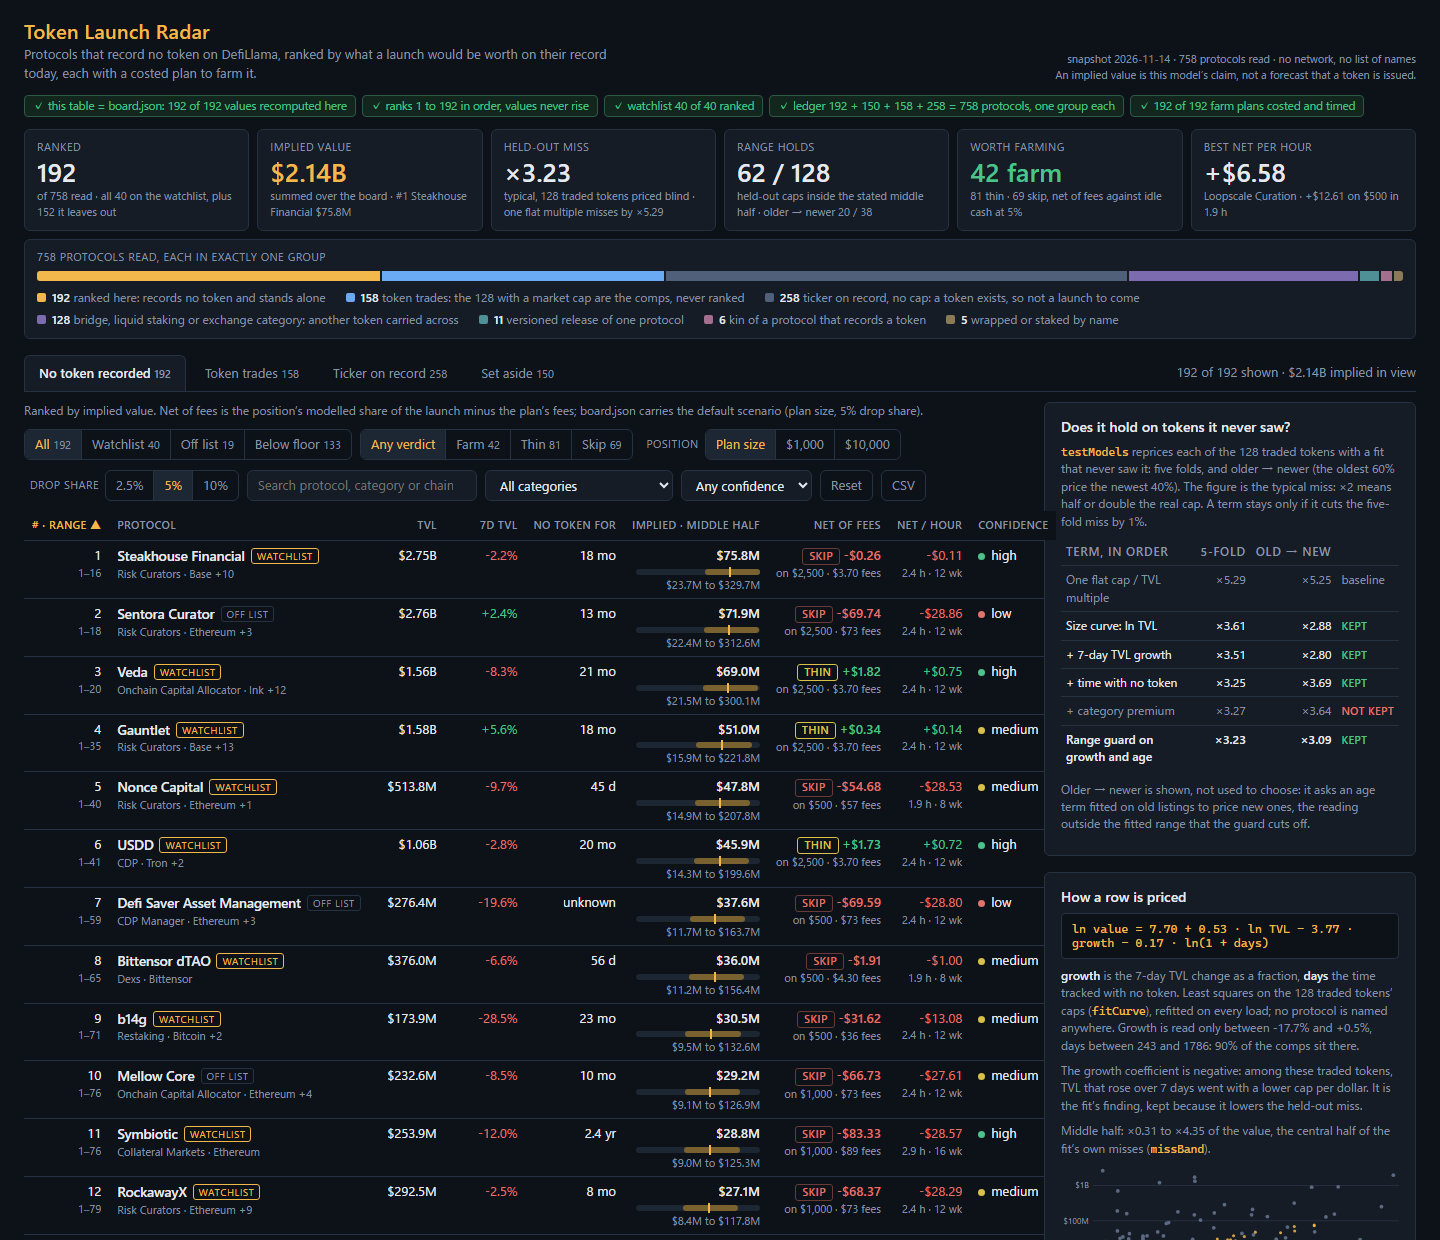 Token Launch Radar
Protocols that record no token on DefiLlama, ranked by what a launch would be worth on their record
today, each with a costed plan to farm it.
snapshot 2026-11-14 · 758 protocols read · no network, no list of names
An implied value is this model's claim, not a forecast that a token is issued.
✓ this table = board.json: 192 of 192 values recomputed here
✓ ranks 1 to 192 in order, values never rise
✓ watchlist 40 of 40 ranked
✓ ledger 192 + 150 + 158 + 258 = 758 protocols, one group each
✓ 192 of 192 farm plans costed and timed
RANKED
192
of 758 read · all 40 on the watchlist, plus
152 it leaves out
IMPLIED VALUE
$2.14B
summed over the board · #1 Steakhouse
Financial $75.8M
HELD-OUT MISS
×3.23
typical, 128 traded tokens priced blind ·
one flat multiple misses by ×5.29
RANGE HOLDS
62 / 128
held-out caps inside the stated middle
half · older → newer 20 / 38
WORTH FARMING
42 farm
81 thin · 69 skip, net of fees against idle
cash at 5%
BEST NET PER HOUR
+$6.58
Loopscale Curation · +$12.61 on $500 in
1.9 h
758 PROTOCOLS READ, EACH IN EXACTLY ONE GROUP
192 ranked here: records no token and stands alone
158 token trades: the 128 with a market cap are the comps, never ranked
258 ticker on record, no cap: a token exists, so not a launch to come
128 bridge, liquid staking or exchange category: another token carried across
11 versioned release of one protocol
6 kin of a protocol that records a token
5 wrapped or staked by name
No token recorded 192
Token trades 158
Ticker on record 258
Set aside 150
192 of 192 shown · $2.14B implied in view
Ranked by implied value. Net of fees is the position's modelled share of the launch minus the plan's fees; board.json carries the default scenario (plan size, 5% drop share).
All 192 Watchlist 40 Off list 19 Below floor 133
Any verdict Farm 42 Thin 81 Skip 69
POSITION Plan size $1,000 $10,000
DROP SHARE 2.5% 5% 10%
Search protocol, category or chain
All categories
Any confidence
Reset
CSV
# · RANGE ▲ PROTOCOL TVL 7D TVL NO TOKEN FOR IMPLIED · MIDDLE HALF NET OF FEES NET / HOUR CONFIDENCE
1 Steakhouse Financial WATCHLIST $2.75B -2.2% 18 mo $75.8M SKIP -$0.26 -$0.11 high
1–16 Risk Curators · Base +10 $23.7M to $329.7M on $2,500 · $3.70 fees 2.4 h · 12 wk
2 Sentora Curator OFF LIST $2.76B +2.4% 13 mo $71.9M SKIP -$69.74 -$28.86 low
1–18 Risk Curators · Ethereum +3 $22.4M to $312.6M on $2,500 · $73 fees 2.4 h · 12 wk
3 Veda WATCHLIST $1.56B -8.3% 21 mo $69.0M THIN +$1.82 +$0.75 high
1–20 Onchain Capital Allocator · Ink +12 $21.5M to $300.1M on $2,500 · $3.70 fees 2.4 h · 12 wk
4 Gauntlet WATCHLIST $1.58B +5.6% 18 mo $51.0M THIN +$0.34 +$0.14 medium
1–35 Risk Curators · Base +13 $15.9M to $221.8M on $2,500 · $3.70 fees 2.4 h · 12 wk
5 Nonce Capital WATCHLIST $513.8M -9.7% 45 d $47.8M SKIP -$54.68 -$28.53 medium
1–40 Risk Curators · Ethereum +1 $14.9M to $207.8M on $500 · $57 fees 1.9 h · 8 wk
6 USDD WATCHLIST $1.06B -2.8% 20 mo $45.9M THIN +$1.73 +$0.72 high
1–41 CDP · Tron +2 $14.3M to $199.6M on $2,500 · $3.70 fees 2.4 h · 12 wk
7 Defi Saver Asset Management OFF LIST $276.4M -19.6% unknown $37.6M SKIP -$69.59 -$28.80 low
1–59 CDP Manager · Ethereum +3 $11.7M to $163.7M on $500 · $73 fees 2.4 h · 12 wk
8 Bittensor dTAO WATCHLIST $376.0M -6.6% 56 d $36.0M SKIP -$1.91 -$1.00 medium
1–65 Dexs · Bittensor $11.2M to $156.4M on $500 · $4.30 fees 1.9 h · 8 wk
9 b14g WATCHLIST $173.9M -28.5% 23 mo $30.5M SKIP -$31.62 -$13.08 medium
1–71 Restaking · Bitcoin +2 $9.5M to $132.6M on $500 · $36 fees 2.4 h · 12 wk
10 Mellow Core OFF LIST $232.6M -8.5% 10 mo $29.2M SKIP -$66.73 -$27.61 medium
1–76 Onchain Capital Allocator · Ethereum +4 $9.1M to $126.9M on $1,000 · $73 fees 2.4 h · 12 wk
11 Symbiotic WATCHLIST $253.9M -12.0% 2.4 yr $28.8M SKIP -$83.33 -$28.57 high
1–76 Collateral Markets · Ethereum $9.0M to $125.3M on $1,000 · $89 fees 2.9 h · 16 wk
12 RockawayX WATCHLIST $292.5M -2.5% 8 mo $27.1M SKIP -$68.37 -$28.29 medium
1–79 Risk Curators · Ethereum +9 $8.4M to $117.8M on $1,000 · $73 fees 2.4 h · 12 wk
Does it hold on tokens it never saw?
testModels reprices each of the 128 traded tokens with a fit
that never saw it: five folds, and older → newer (the oldest 60%
price the newest 40%). The figure is the typical miss: ×2 means
half or double the real cap. A term stays only if it cuts the five-
fold miss by 1%.
TERM, IN ORDER 5-FOLD OLD → NEW
One flat cap / TVL ×5.29 ×5.25 baseline
multiple
Size curve: ln TVL ×3.61 ×2.88 KEPT
+ 7-day TVL growth ×3.51 ×2.80 KEPT
+ time with no token ×3.25 ×3.69 KEPT
+ category premium ×3.27 ×3.64 NOT KEPT
Range guard on ×3.23 ×3.09 KEPT
growth and age
Older → newer is shown, not used to choose: it asks an age
term fitted on old listings to price new ones, the reading
outside the fitted range that the guard cuts off.
How a row is priced
ln value = 7.70 + 0.53 · ln TVL − 3.77 ·
growth − 0.17 · ln(1 + days)
growth is the 7-day TVL change as a fraction, days the time
tracked with no token. Least squares on the 128 traded tokens'
caps (fitCurve), refitted on every load; no protocol is named
anywhere. Growth is read only between -17.7% and +0.5%,
days between 243 and 1786: 90% of the comps sit there.
The growth coefficient is negative: among these traded tokens,
TVL that rose over 7 days went with a lower cap per dollar. It is
the fit's finding, kept because it lowers the held-out miss.
Middle half: ×0.31 to ×4.35 of the value, the central half of the
fit's own misses (missBand).
$1B
$100M